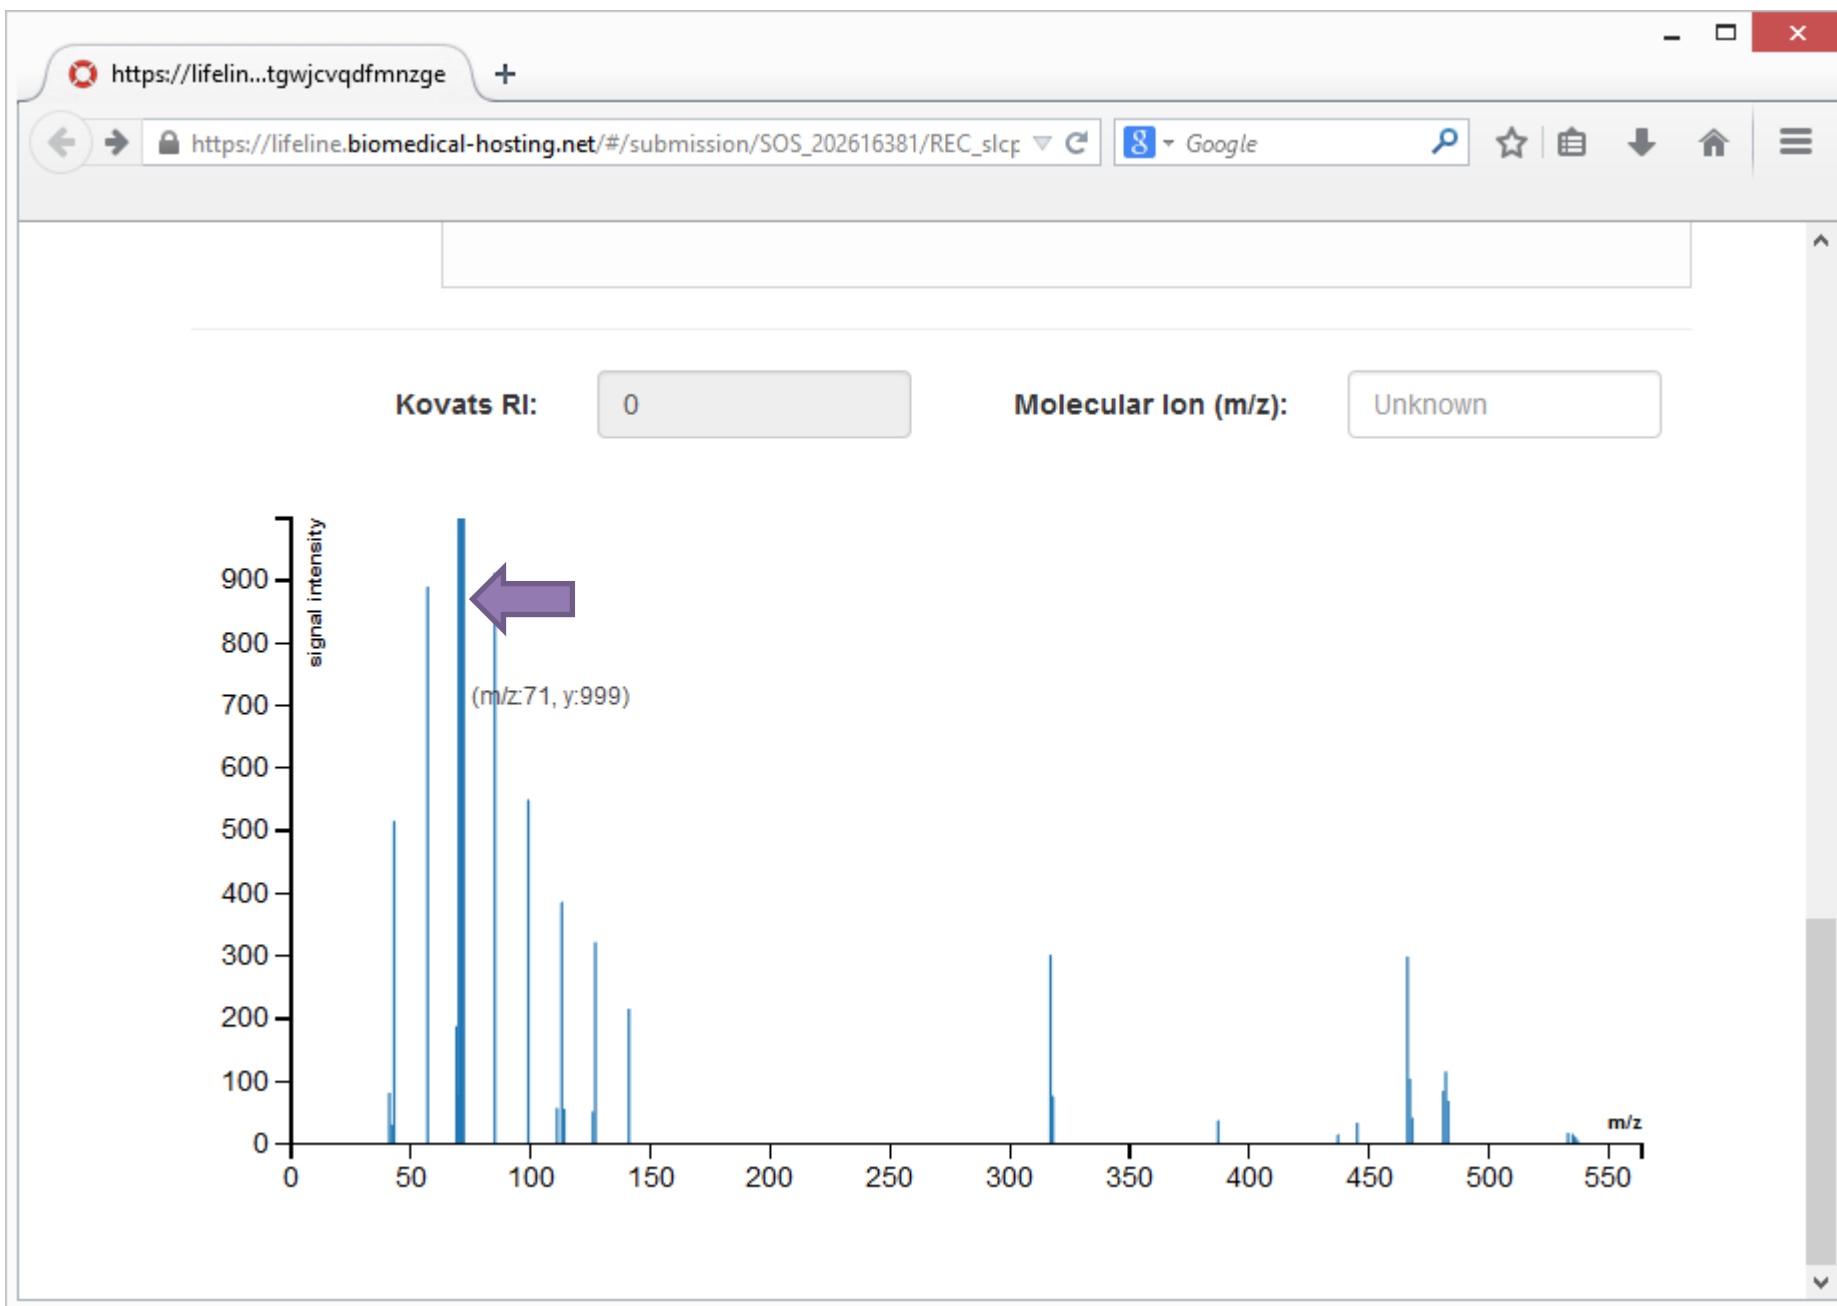 https://lifelin...tgwjcvqdfmnzge
+
https://lifeline.biomedical-hosting.net/#/submission/SOS_202616381/REC_slcp
8
Google
Kovats RI:
0
Molecular Ion (m/z):
Unknown
signal intensity
900
800
700
600
500
400
300
200
100
0
(m/z:71, y:999)
m/z
0 50 100 150 200 250 300 350 400 450 500 550